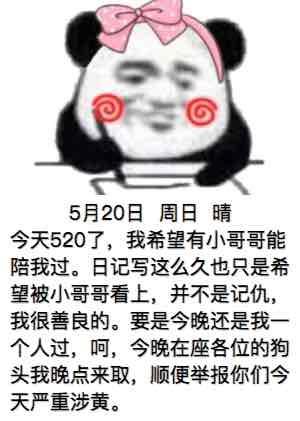 5月20日 周日 晴
今天520了，我希望有小哥哥能
陪我过。日记写这么久也只是希
望被小哥哥看上，并不是记仇，
我很善良的。要是今晚还是我一
个人过，呵，今晚在座各位的狗
头我晚点来取，顺便举报你们今
天严重涉黄。